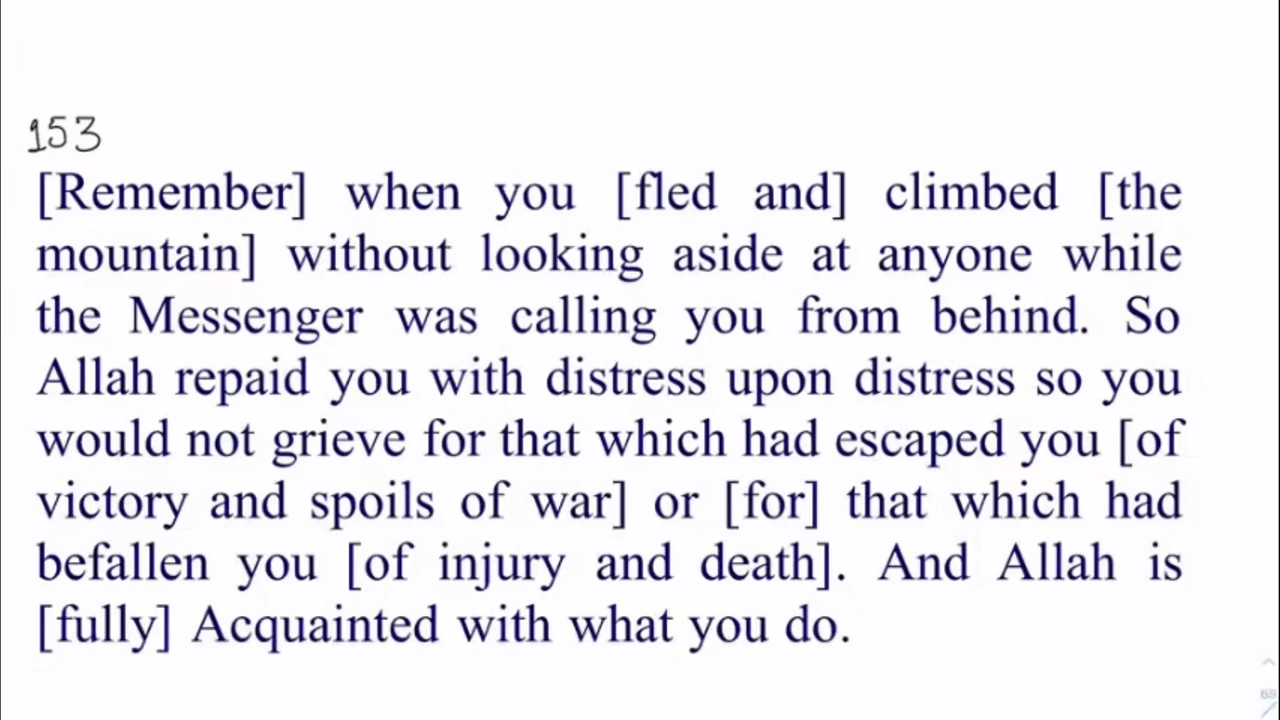 153
[Remember] when you [fled and] climbed [the
mountain] without looking aside at anyone while
the Messenger was calling you from behind. So
Allah repaid you with distress upon distress so you
would not grieve for that which had escaped you [of
victory and spoils of war] or [for] that which had
befallen you [of injury and death]. And Allah is
[fully] Acquainted with what you do.